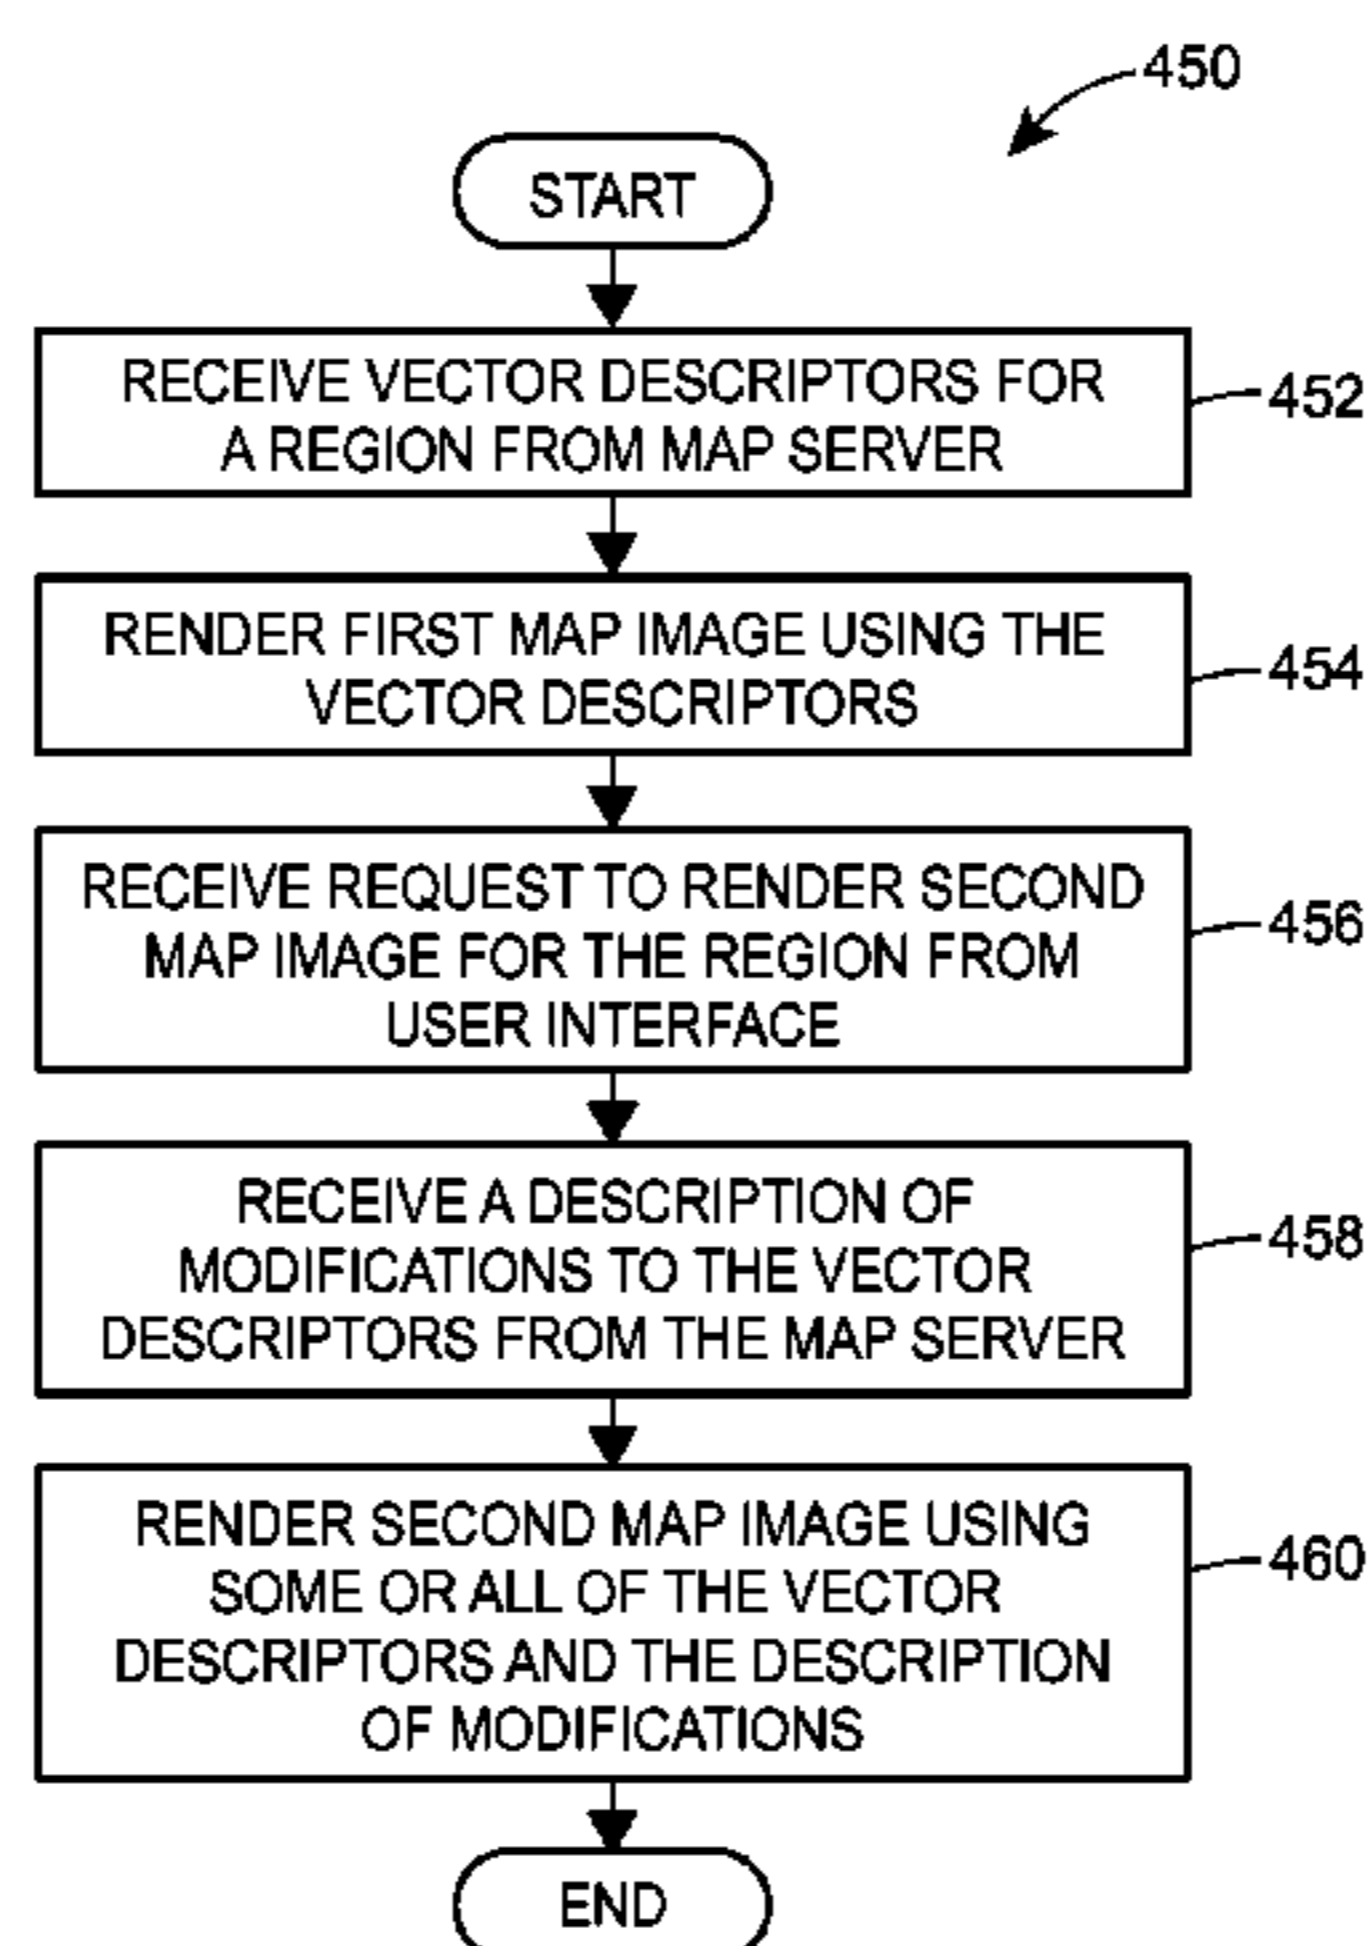 450
START
RECEIVE VECTOR DESCRIPTORS FOR
A REGION FROM MAP SERVER
452
RENDER FIRST MAP IMAGE USING THE
VECTOR DESCRIPTORS
454
RECEIVE REQUEST TO RENDER SECOND
MAP IMAGE FOR THE REGION FROM
USER INTERFACE
456
RECEIVE A DESCRIPTION OF
MODIFICATIONS TO THE VECTOR
DESCRIPTORS FROM THE MAP SERVER
458
RENDER SECOND MAP IMAGE USING
SOME OR ALL OF THE VECTOR
DESCRIPTORS AND THE DESCRIPTION
OF MODIFICATIONS
460
END